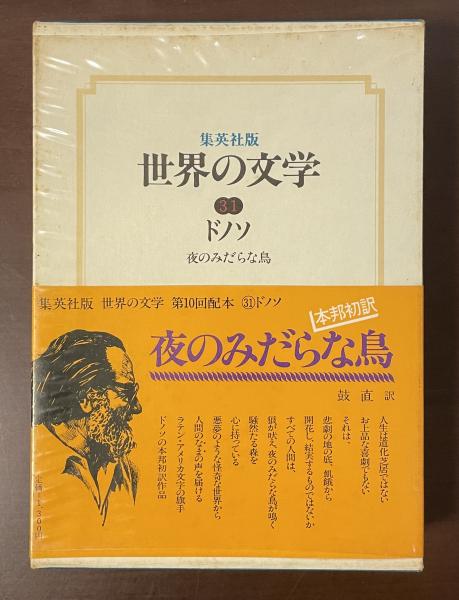 集英社版
世界の文学
31
ドノソ
夜のみだらな鳥
集英社版 世界の文学 第10回配本 ㉛ドノソ
本邦初訳
夜のみだらな鳥
鼓 直 訳
人生は道化芝居ではない
お上品な喜劇でもない
それは、
悲劇の地の底、飢餓から
開花し、結実するものではないか
すべての人間は、
狼が吠え、夜のみだらな鳥が鳴く
騒然たる森を
心に持っている
悪夢のような怪奇な世界から
人間のなまの声を届ける
ラテン・アメリカ文学の旗手
ドノソの本邦初訳作品
定価＝1,300円